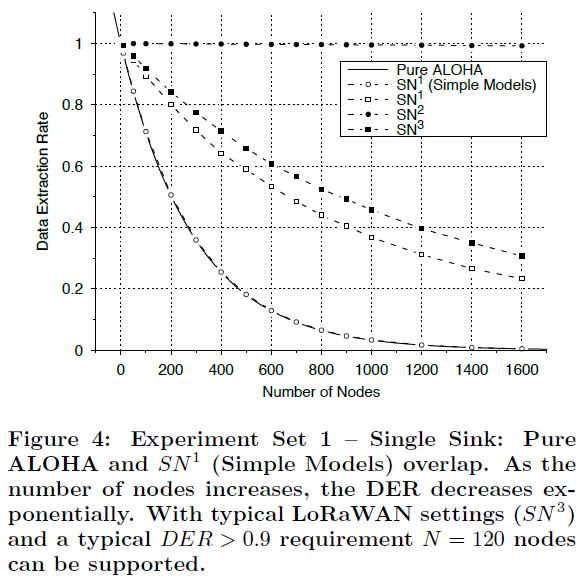 1
0.8
0.6
0.4
0.2
0
Data Extraction Rate
Pure ALOHA
SN¹ (Simple Models)
SN¹
SN²
SN³
0 200 400 600 800 1000 1200 1400 1600
Number of Nodes
Figure 4: Experiment Set 1 – Single Sink: Pure
ALOHA and SN¹ (Simple Models) overlap. As the
number of nodes increases, the DER decreases ex-
ponentially. With typical LoRaWAN settings (SN³)
and a typical DER > 0.9 requirement N = 120 nodes
can be supported.